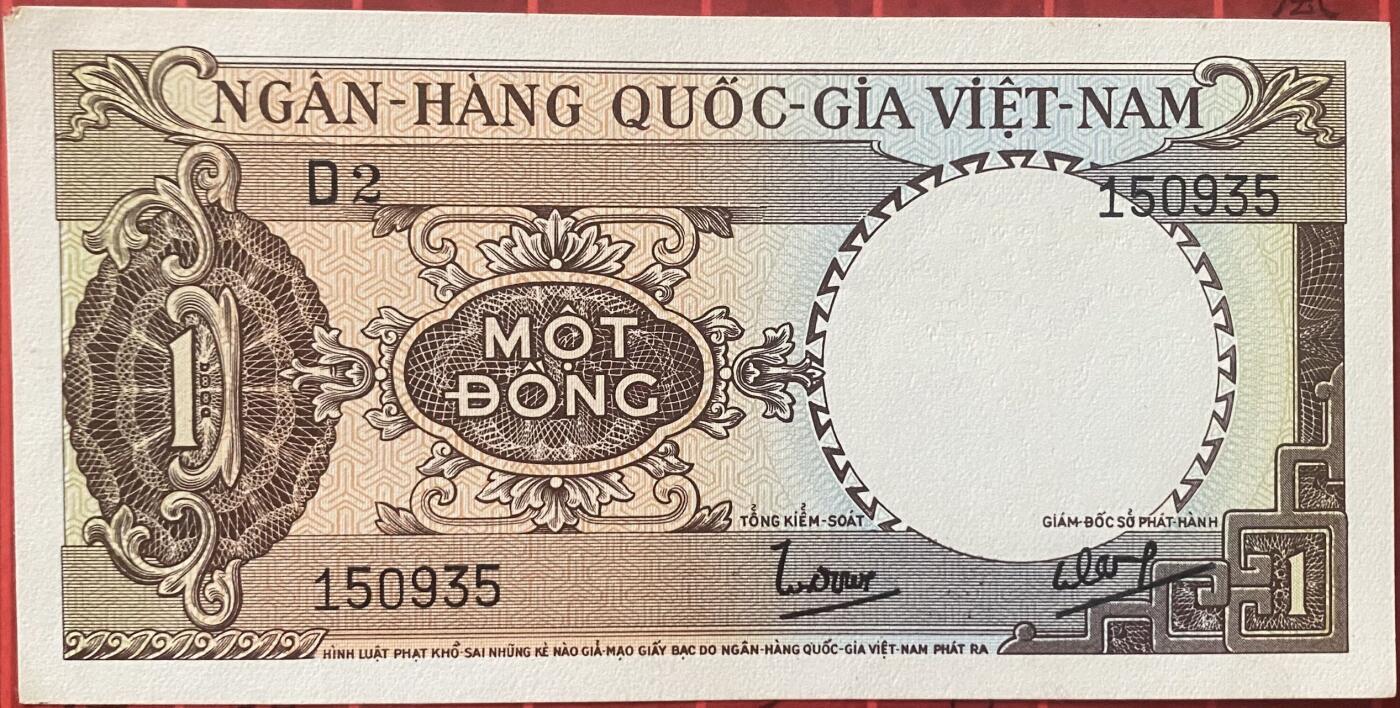 NGÂN-HÀNG QUỐC-GIA VIỆT-NAM
D2
150935
1
MỘT
ĐỒNG
TỔNG KIỂM-SOÁT
GIÁM-ĐỐC SỞ PHÁT-HÀNH
150935
1
HÌNH LUẬT PHẠT KHỔ-SAI NHỮNG KẺ NÀO GIẢ-MẠO GIẤY BẠC DO NGÂN-HÀNG QUỐC-GIA VIỆT-NAM PHÁT RA